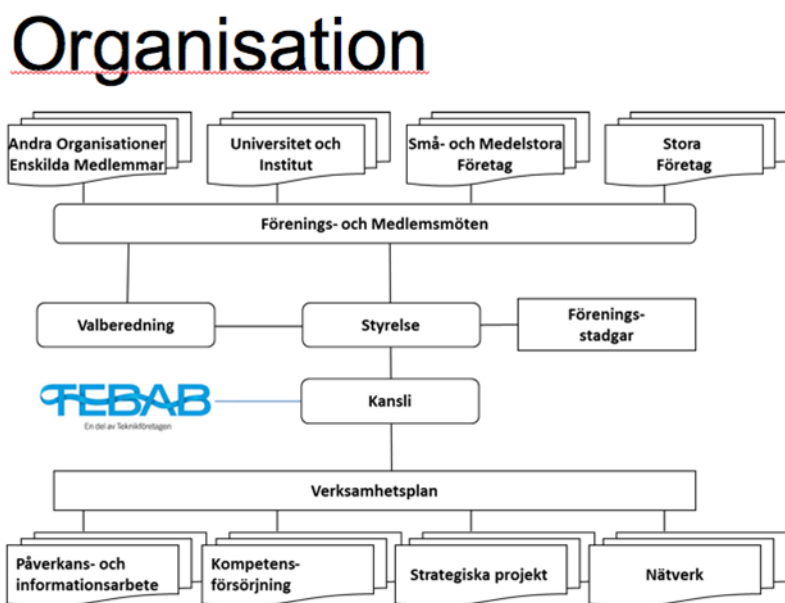 Organisation
Andra Organisationer
Enskilda Medlemmar
Universitet och
Institut
Små- och Medelstora
Företag
Stora
Företag
Förenings- och Medlemsmöten
Valberedning
Styrelse
Förenings-
stadgar
TEBAB
En del av Teknikföretagen
Kansli
Verksamhetsplan
Påverkans- och
informationsarbete
Kompetens-
försörjning
Strategiska projekt
Nätverk